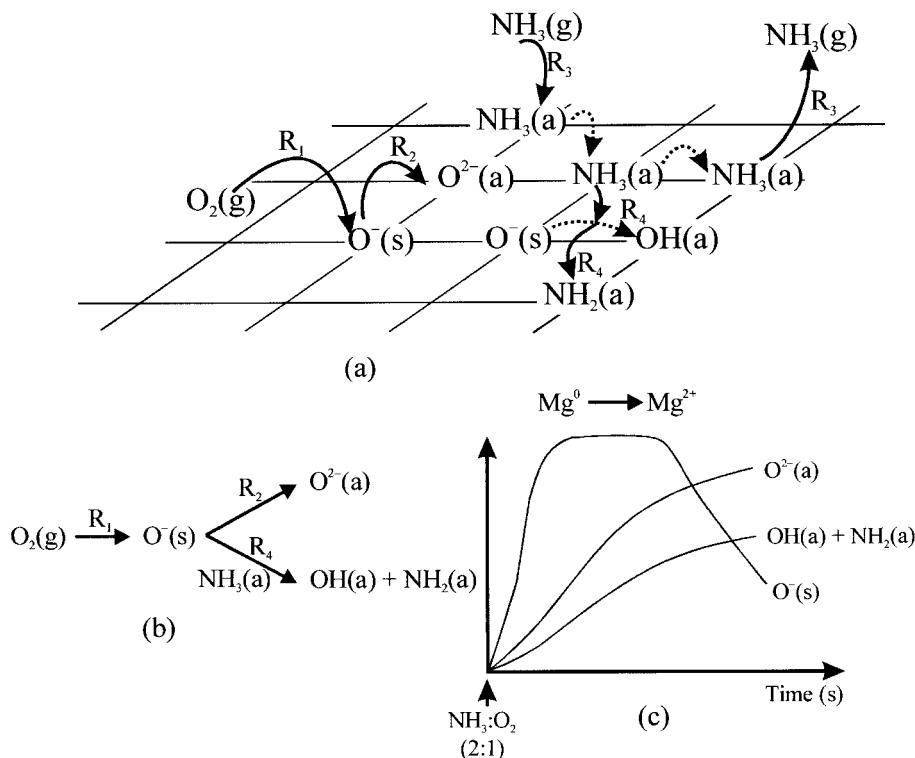 NH₃(g)
NH₃(g)
R₃
R₃
NH₃(a)
R₁
R₂
O₂(g)
O²⁻(a)
NH₃(a)
NH₃(a)
R₄
O⁻(s)
O⁻(s)
OH(a)
R₄
NH₂(a)
(a)
Mg⁰ → Mg²⁺
O²⁻(a)
R₂
O₂(g) R₁ → O⁻(s)
R₄
NH₃(a)
OH(a) + NH₂(a)
(b)
O²⁻(a)
OH(a) + NH₂(a)
O⁻(s)
Time (s)
NH₃:O₂
(2:1)
(c)